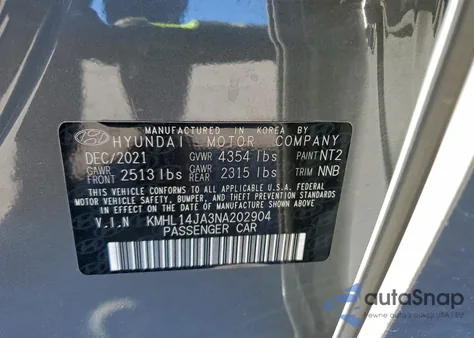 MANUFACTURED IN KOREA BY
HYUNDAI MOTOR COMPANY
DEC/2021 GVWR 4354 lbs PAINT NT2
GAWR FRONT 2513 lbs GAWR REAR 2315 lbs TRIM NNB
THIS VEHICLE CONFORMS TO ALL APPLICABLE U.S.A. FEDERAL
MOTOR VEHICLE SAFETY, BUMPER, AND THEFT PREVENTION
STANDARDS IN EFFECT ON THE DATE OF MANUFACTURE SHOWN ABOVE.
V.I.N KMHL14JA3NA202904
PASSENGER CAR
autaSnap